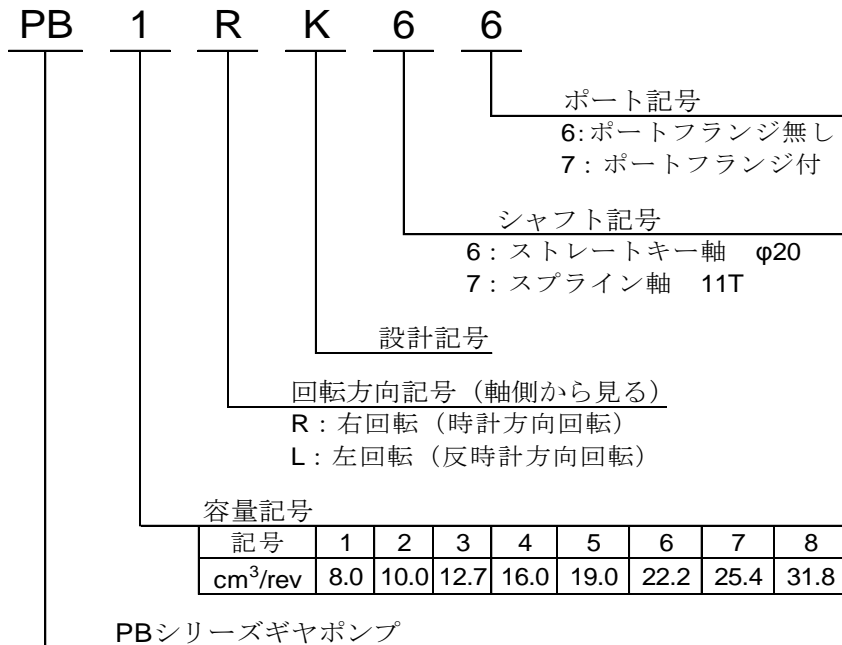 PB 1 R K 6 6
ポート記号
6:ポートフランジ無し
7：ポートフランジ付
シャフト記号
6：ストレートキー軸　φ20
7：スプライン軸　11T
設計記号
回転方向記号（軸側から見る）
R：右回転（時計方向回転）
L：左回転（反時計方向回転）
容量記号
記号 1 2 3 4 5 6 7 8
cm³/rev 8.0 10.0 12.7 16.0 19.0 22.2 25.4 31.8
PBシリーズギヤポンプ